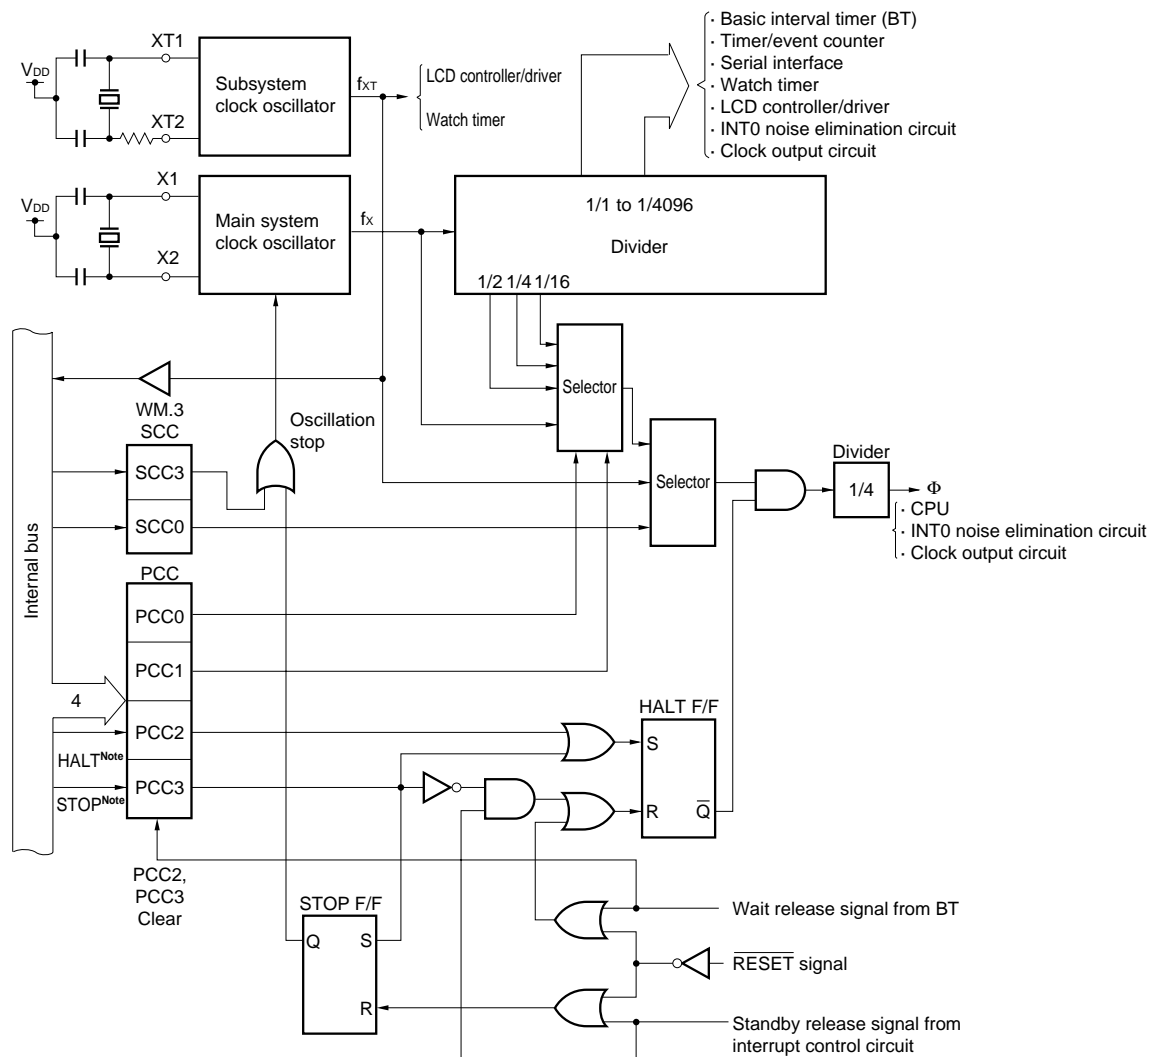 XT1
VDD
XT2
Subsystem
clock oscillator
fXT
LCD controller/driver
Watch timer
· Basic interval timer (BT)
· Timer/event counter
· Serial interface
· Watch timer
· LCD controller/driver
· INT0 noise elimination circuit
· Clock output circuit
X1
VDD
X2
Main system
clock oscillator
fX
1/1 to 1/4096
Divider
1/2 1/4 1/16
Selector
WM.3
SCC
Oscillation
stop
SCC3
SCC0
Selector
Divider
1/4
Φ
· CPU
· INT0 noise elimination circuit
· Clock output circuit
Internal bus
PCC
PCC0
PCC1
4
PCC2
HALTNote
PCC3
STOPNote
HALT F/F
S
R
Q
PCC2,
PCC3
Clear
STOP F/F
Q
S
R
Wait release signal from BT
RESET signal
Standby release signal from
interrupt control circuit